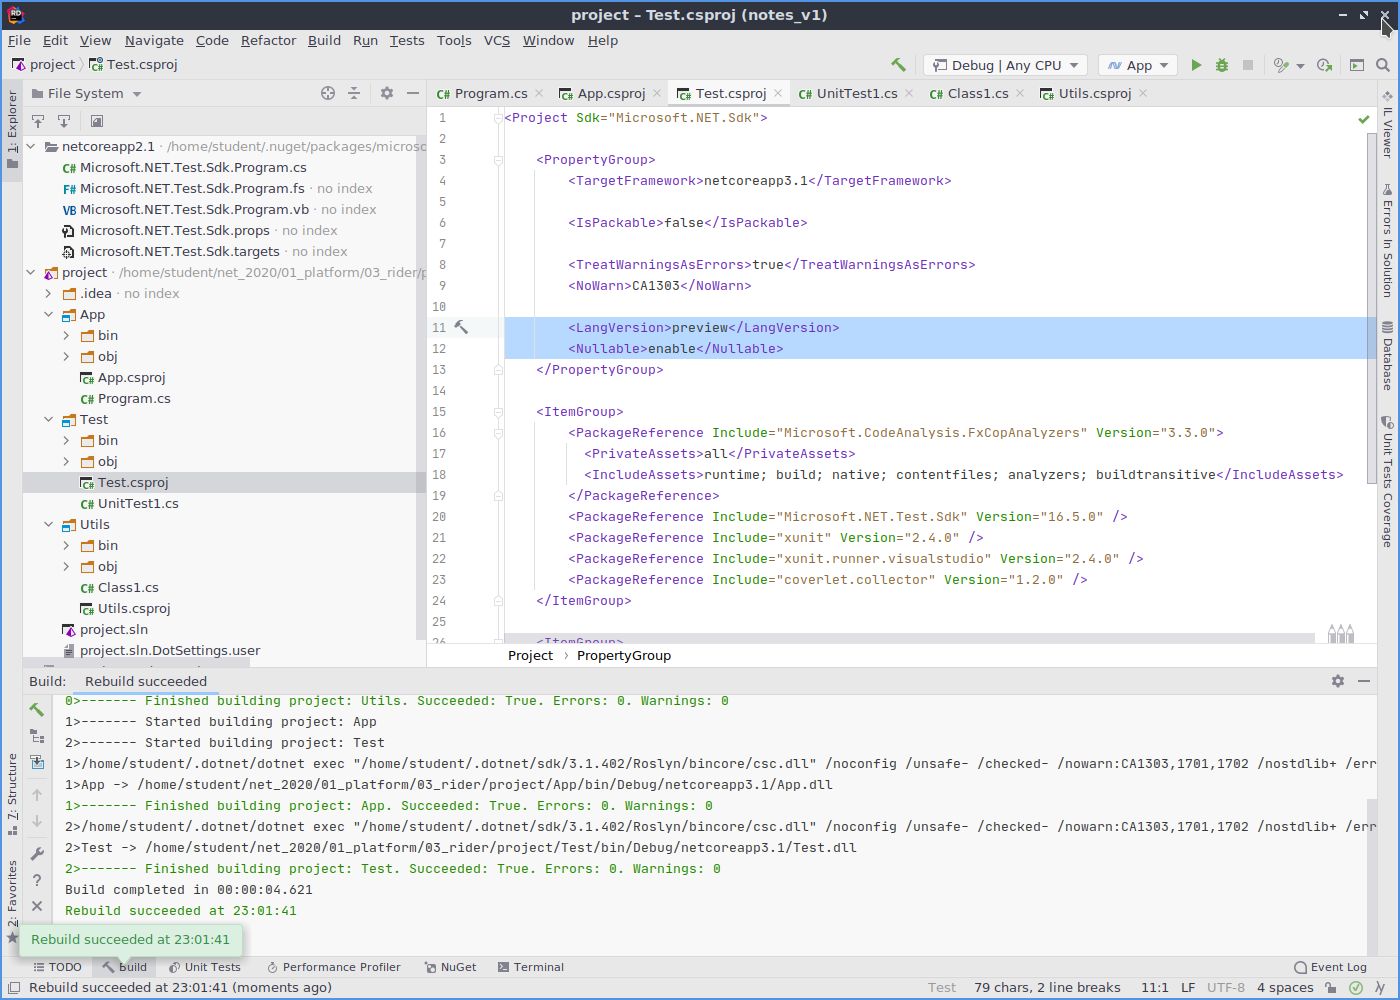 project – Test.csproj (notes_v1)
File Edit View Navigate Code Refactor Build Run Tests Tools VCS Window Help
project Test.csproj Debug | Any CPU App
1: Explorer
File System
Program.cs App.csproj Test.csproj UnitTest1.cs Class1.cs Utils.csproj
netcoreapp2.1 · /home/student/.nuget/packages/microsc
Microsoft.NET.Test.Sdk.Program.cs
Microsoft.NET.Test.Sdk.Program.fs · no index
Microsoft.NET.Test.Sdk.Program.vb · no index
Microsoft.NET.Test.Sdk.props · no index
Microsoft.NET.Test.Sdk.targets · no index
project · /home/student/net_2020/01_platform/03_rider/p
.idea · no index
App
bin
obj
App.csproj
Program.cs
Test
bin
obj
Test.csproj
UnitTest1.cs
Utils
bin
obj
Class1.cs
Utils.csproj
project.sln
project.sln.DotSettings.user
1 <Project Sdk="Microsoft.NET.Sdk">
2
3 <PropertyGroup>
4 <TargetFramework>netcoreapp3.1</TargetFramework>
5
6 <IsPackable>false</IsPackable>
7
8 <TreatWarningsAsErrors>true</TreatWarningsAsErrors>
9 <NoWarn>CA1303</NoWarn>
10
11 <LangVersion>preview</LangVersion>
12 <Nullable>enable</Nullable>
13 </PropertyGroup>
14
15 <ItemGroup>
16 <PackageReference Include="Microsoft.CodeAnalysis.FxCopAnalyzers" Version="3.3.0">
17 <PrivateAssets>all</PrivateAssets>
18 <IncludeAssets>runtime; build; native; contentfiles; analyzers; buildtransitive</IncludeAssets>
19 </PackageReference>
20 <PackageReference Include="Microsoft.NET.Test.Sdk" Version="16.5.0" />
21 <PackageReference Include="xunit" Version="2.4.0" />
22 <PackageReference Include="xunit.runner.visualstudio" Version="2.4.0" />
23 <PackageReference Include="coverlet.collector" Version="1.2.0" />
24 </ItemGroup>
25
26 <ItemGroup>
Project › PropertyGroup
IL Viewer
Errors In Solution
Database
Unit Tests Coverage
Build: Rebuild succeeded
0>------- Finished building project: Utils. Succeeded: True. Errors: 0. Warnings: 0
1>------- Started building project: App
2>------- Started building project: Test
1>/home/student/.dotnet/dotnet exec "/home/student/.dotnet/sdk/3.1.402/Roslyn/bincore/csc.dll" /noconfig /unsafe- /checked- /nowarn:CA1303,1701,1702 /nostdlib+ /err
1>App -> /home/student/net_2020/01_platform/03_rider/project/App/bin/Debug/netcoreapp3.1/App.dll
1>------- Finished building project: App. Succeeded: True. Errors: 0. Warnings: 0
2>/home/student/.dotnet/dotnet exec "/home/student/.dotnet/sdk/3.1.402/Roslyn/bincore/csc.dll" /noconfig /unsafe- /checked- /nowarn:CA1303,1701,1702 /nostdlib+ /err
2>Test -> /home/student/net_2020/01_platform/03_rider/project/Test/bin/Debug/netcoreapp3.1/Test.dll
2>------- Finished building project: Test. Succeeded: True. Errors: 0. Warnings: 0
Build completed in 00:00:04.621
Rebuild succeeded at 23:01:41
7: Structure
2: Favorites
Rebuild succeeded at 23:01:41
TODO Build Unit Tests Performance Profiler NuGet Terminal Event Log
Rebuild succeeded at 23:01:41 (moments ago) Test 79 chars, 2 line breaks 11:1 LF UTF-8 4 spaces